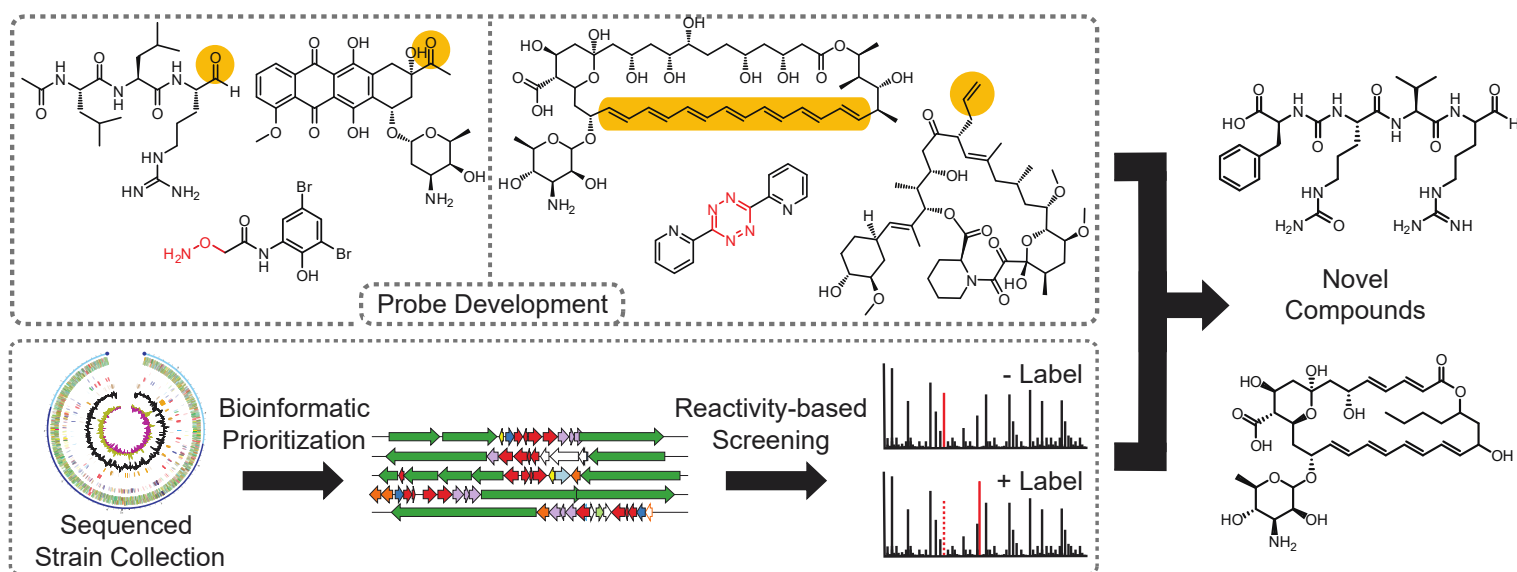 Probe Development
Sequenced
Strain Collection
Bioinformatic
Prioritization
Reactivity-based
Screening
- Label
+ Label
Novel
Compounds